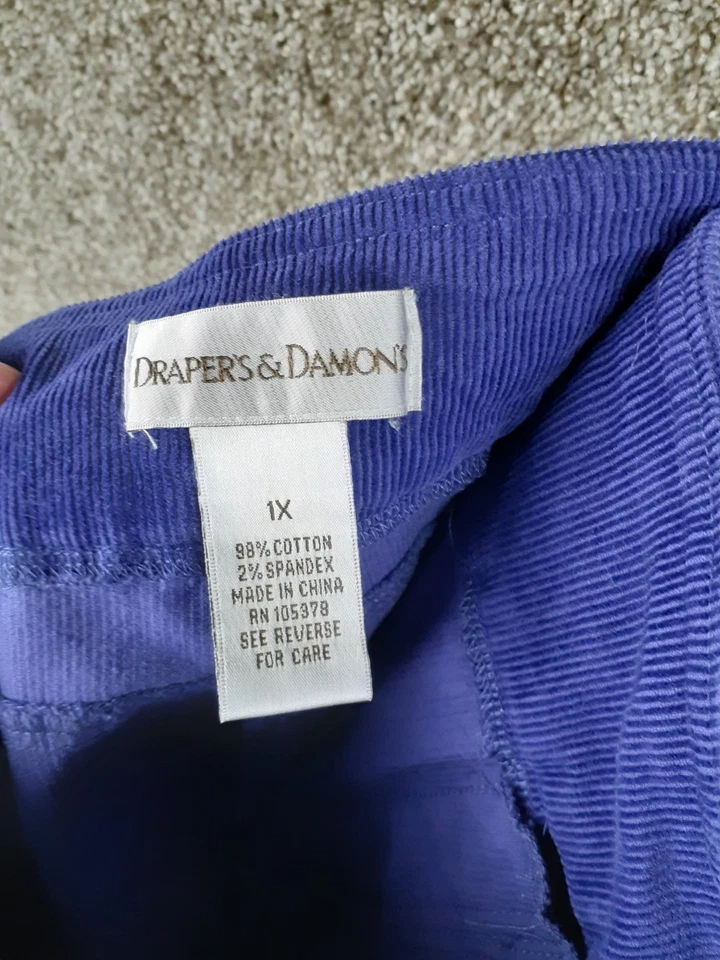 DRAPER'S & DAMON'S
1X
98% COTTON
2% SPANDEX
MADE IN CHINA
RN 105378
SEE REVERSE
FOR CARE